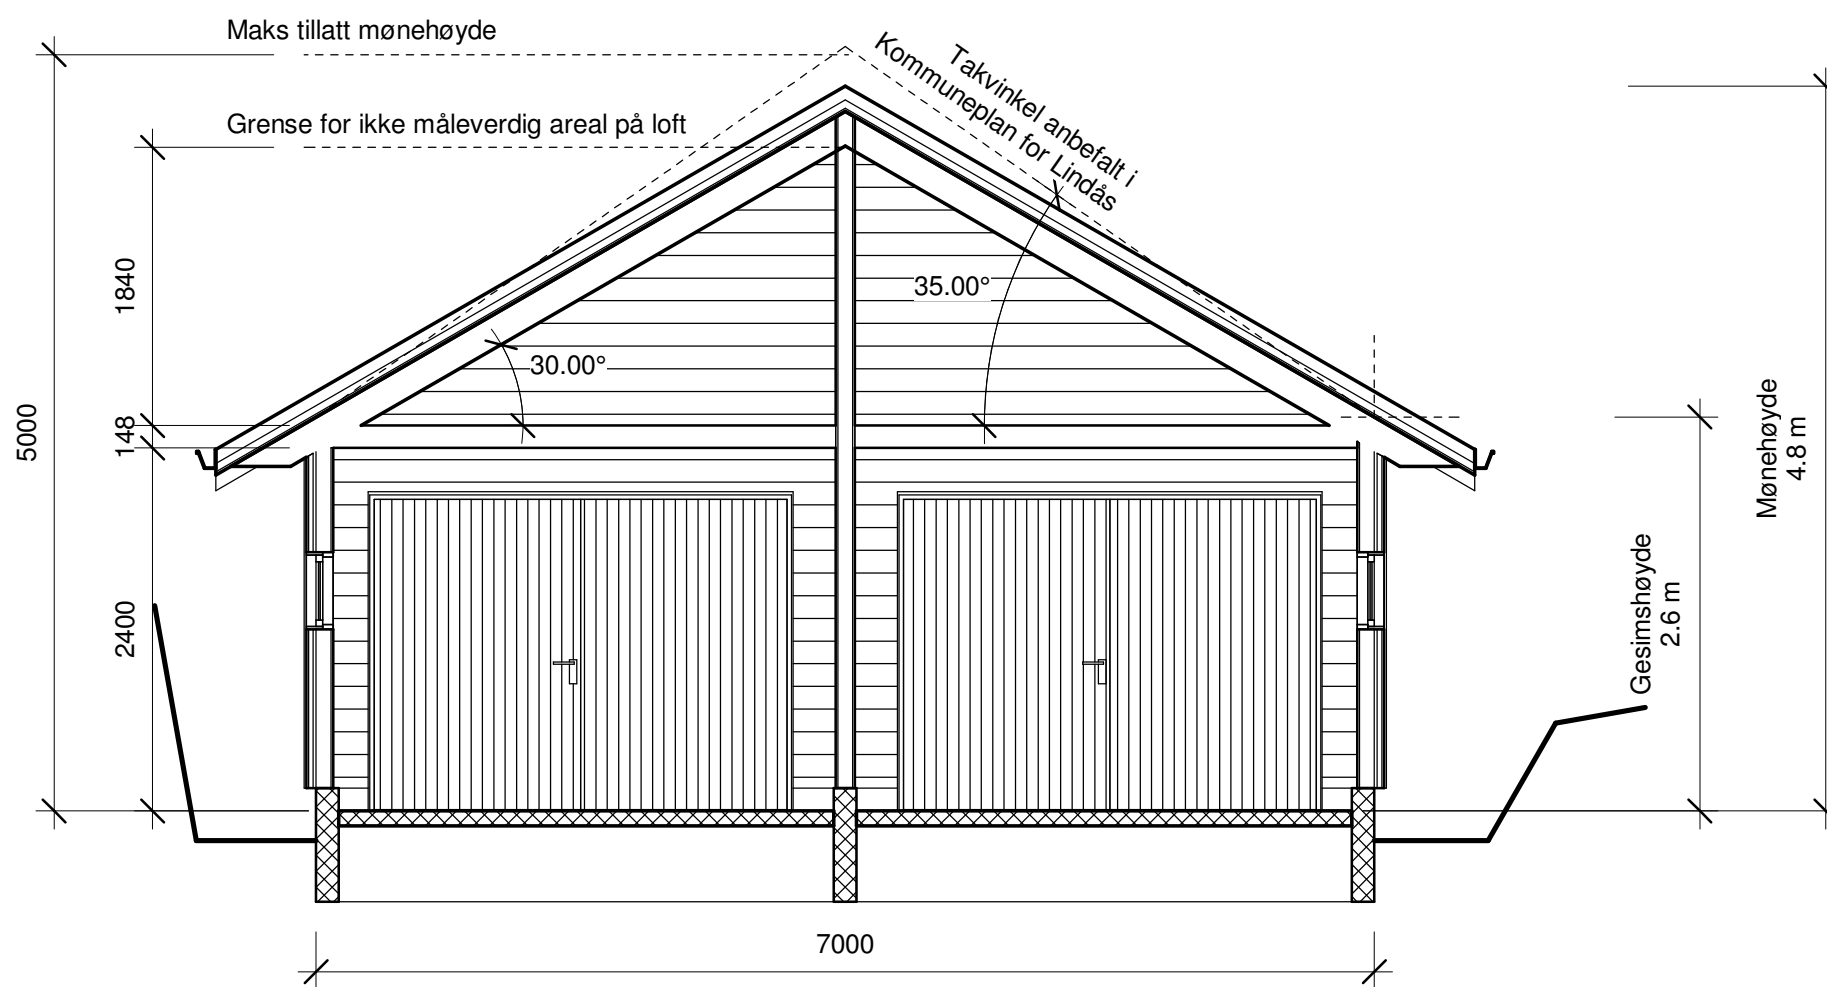 Maks tillatt mønehøyde
Grense for ikke måleverdig areal på loft
Takvinkel anbefalt i
Kommuneplan for Lindås
35.00°
30.00°
5000
1840
148
2400
Mønehøyde
4.8 m
Gesimshøyde
2.6 m
7000